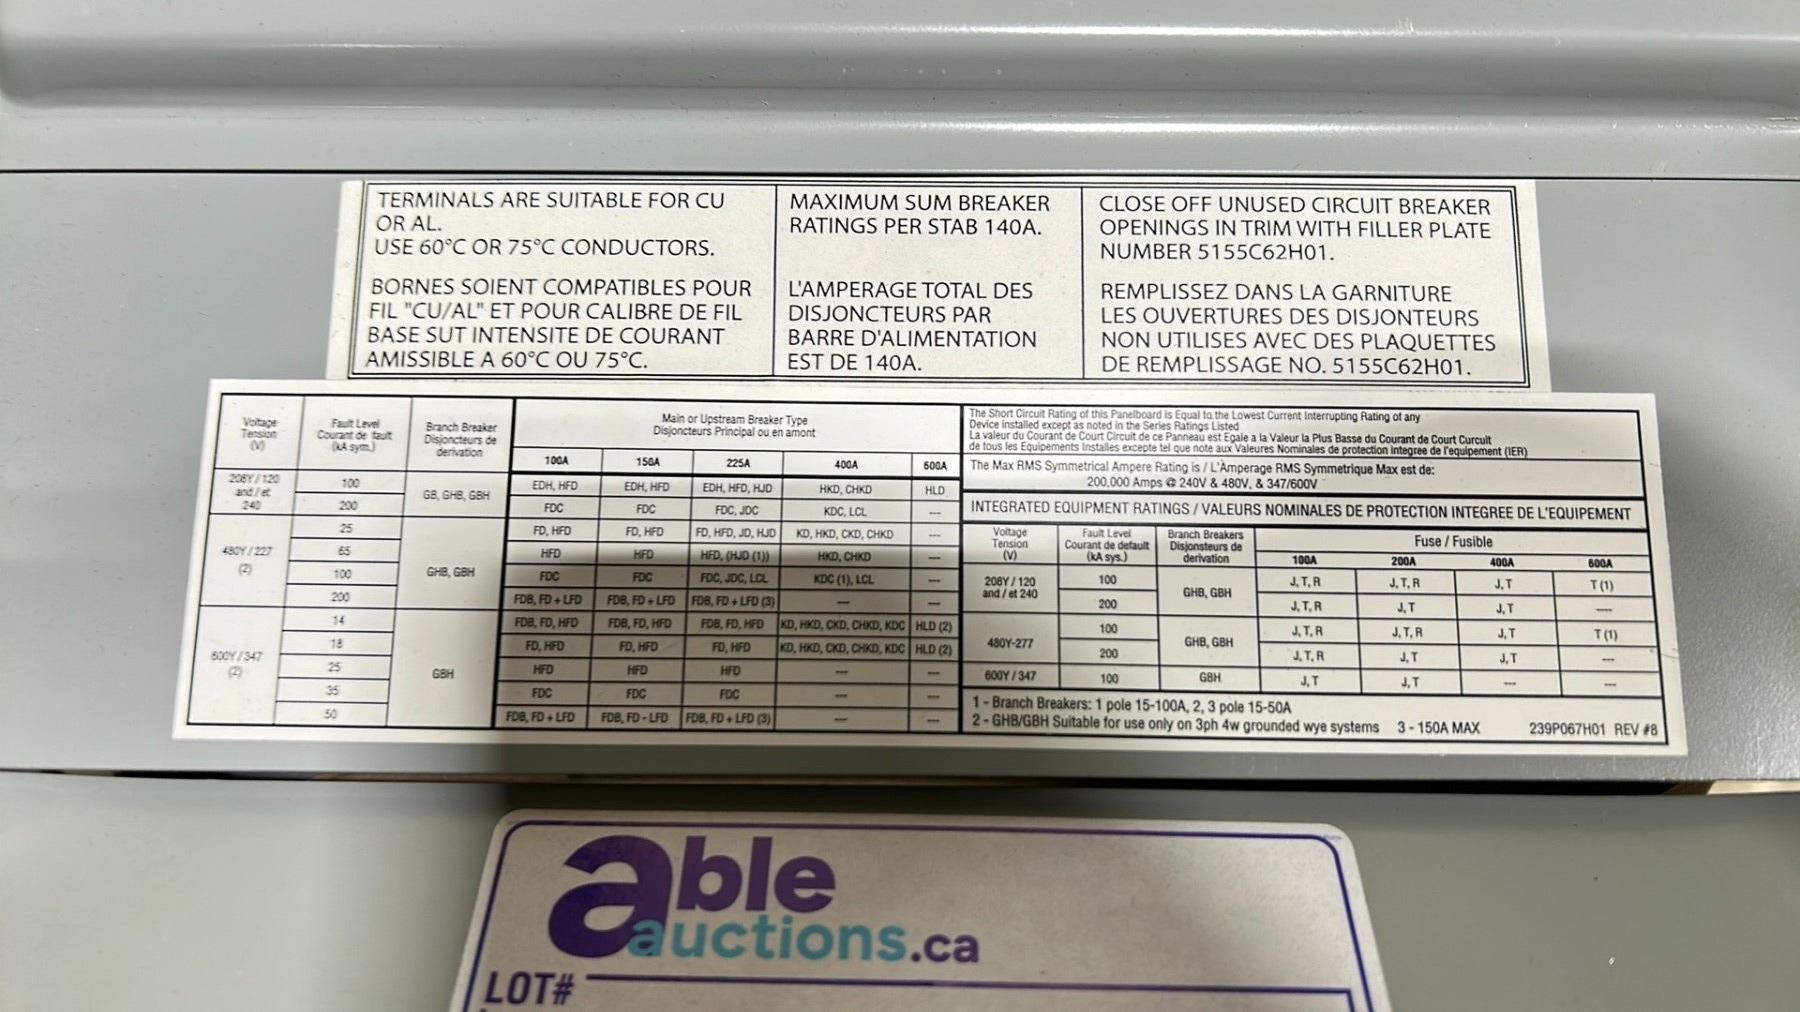 TERMINALS ARE SUITABLE FOR CU
OR AL.
USE 60°C OR 75°C CONDUCTORS.
BORNES SOIENT COMPATIBLES POUR
FIL "CU/AL" ET POUR CALIBRE DE FIL
BASE SUT INTENSITE DE COURANT
AMISSIBLE A 60°C OU 75°C.
MAXIMUM SUM BREAKER
RATINGS PER STAB 140A.
L'AMPERAGE TOTAL DES
DISJONCTEURS PAR
BARRE D'ALIMENTATION
EST DE 140A.
CLOSE OFF UNUSED CIRCUIT BREAKER
OPENINGS IN TRIM WITH FILLER PLATE
NUMBER 5155C62H01.
REMPLISSEZ DANS LA GARNITURE
LES OUVERTURES DES DISJONTEURS
NON UTILISES AVEC DES PLAQUETTES
DE REMPLISSAGE NO. 5155C62H01.
Voltage
Tension
(V)
Fault Level
Courant de fault
(kA sym.)
Branch Breaker
Disjoncteurs de
derivation
Main or Upstream Breaker Type
Disjoncteurs Principal ou en amont
100A 150A 225A 400A 600A
208Y / 120
and / et
240
100 GB, GHB, GBH EDH, HFD EDH, HFD EDH, HFD, HJD HKD, CHKD HLD
200 FDC FDC FDC, JDC KDC, LCL ---
480Y / 227
(2)
GHB, GBH
25 FD, HFD FD, HFD FD, HFD, JD, HJD KD, HKD, CKD, CHKD ---
65 HFD HFD HFD, (HJD (1)) HKD, CHKD ---
100 FDC FDC FDC, JDC, LCL KDC (1), LCL ---
200 FDB, FD + LFD FDB, FD + LFD FDB, FD + LFD (3) --- ---
600Y / 347
(2)
GBH
14 FDB, FD, HFD FDB, FD, HFD FDB, FD, HFD KD, HKD, CKD, CHKD, KDC HLD (2)
18 FD, HFD FD, HFD FD, HFD KD, HKD, CKD, CHKD, KDC HLD (2)
25 HFD HFD HFD --- ---
35 FDC FDC FDC --- ---
50 FDB, FD + LFD FDB, FD - LFD FDB, FD + LFD (3) --- ---
The Short Circuit Rating of this Panelboard is Equal to the Lowest Current Interrupting Rating of any
Device installed except as noted in the Series Ratings Listed
La valeur du Courant de Court Circuit de ce Panneau est Egale a la Valeur la Plus Basse du Courant de Court Curcuit
de tous les Equipements Installes excepte tel que note aux Valeures Nominales de protection integree de l'equipement (IER)
The Max RMS Symmetrical Ampere Rating is / L'Amperage RMS Symmetrique Max est de:
200,000 Amps @ 240V & 480V, & 347/600V
INTEGRATED EQUIPMENT RATINGS / VALEURS NOMINALES DE PROTECTION INTEGREE DE L'EQUIPEMENT
Voltage
Tension
(V)
Fault Level
Courant de default
(kA sys.)
Branch Breakers
Disjonsteurs de
derivation
Fuse / Fusible
100A 200A 400A 600A
208Y / 120
and / et 240
GHB, GBH
100 J, T, R J, T, R J, T T (1)
200 J, T, R J, T J, T ----
480Y-277
GHB, GBH
100 J, T, R J, T, R J, T T (1)
200 J, T, R J, T J, T ---
600Y / 347 100 GBH J, T J, T --- ---
1 - Branch Breakers: 1 pole 15-100A, 2, 3 pole 15-50A
2 - GHB/GBH Suitable for use only on 3ph 4w grounded wye systems 3 - 150A MAX 239P067H01 REV #8
able
auctions.ca
LOT#